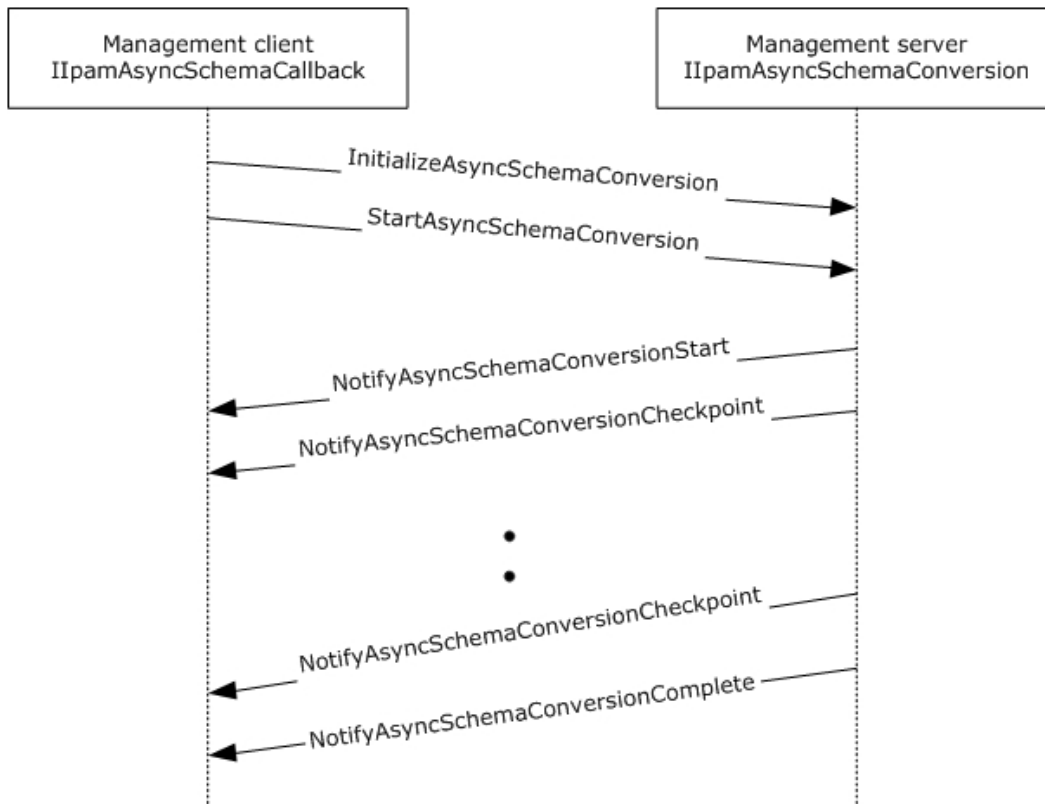 Management client
IIpamAsyncSchemaCallback
Management server
IIpamAsyncSchemaConversion
InitializeAsyncSchemaConversion
StartAsyncSchemaConversion
NotifyAsyncSchemaConversionStart
NotifyAsyncSchemaConversionCheckpoint
NotifyAsyncSchemaConversionCheckpoint
NotifyAsyncSchemaConversionComplete